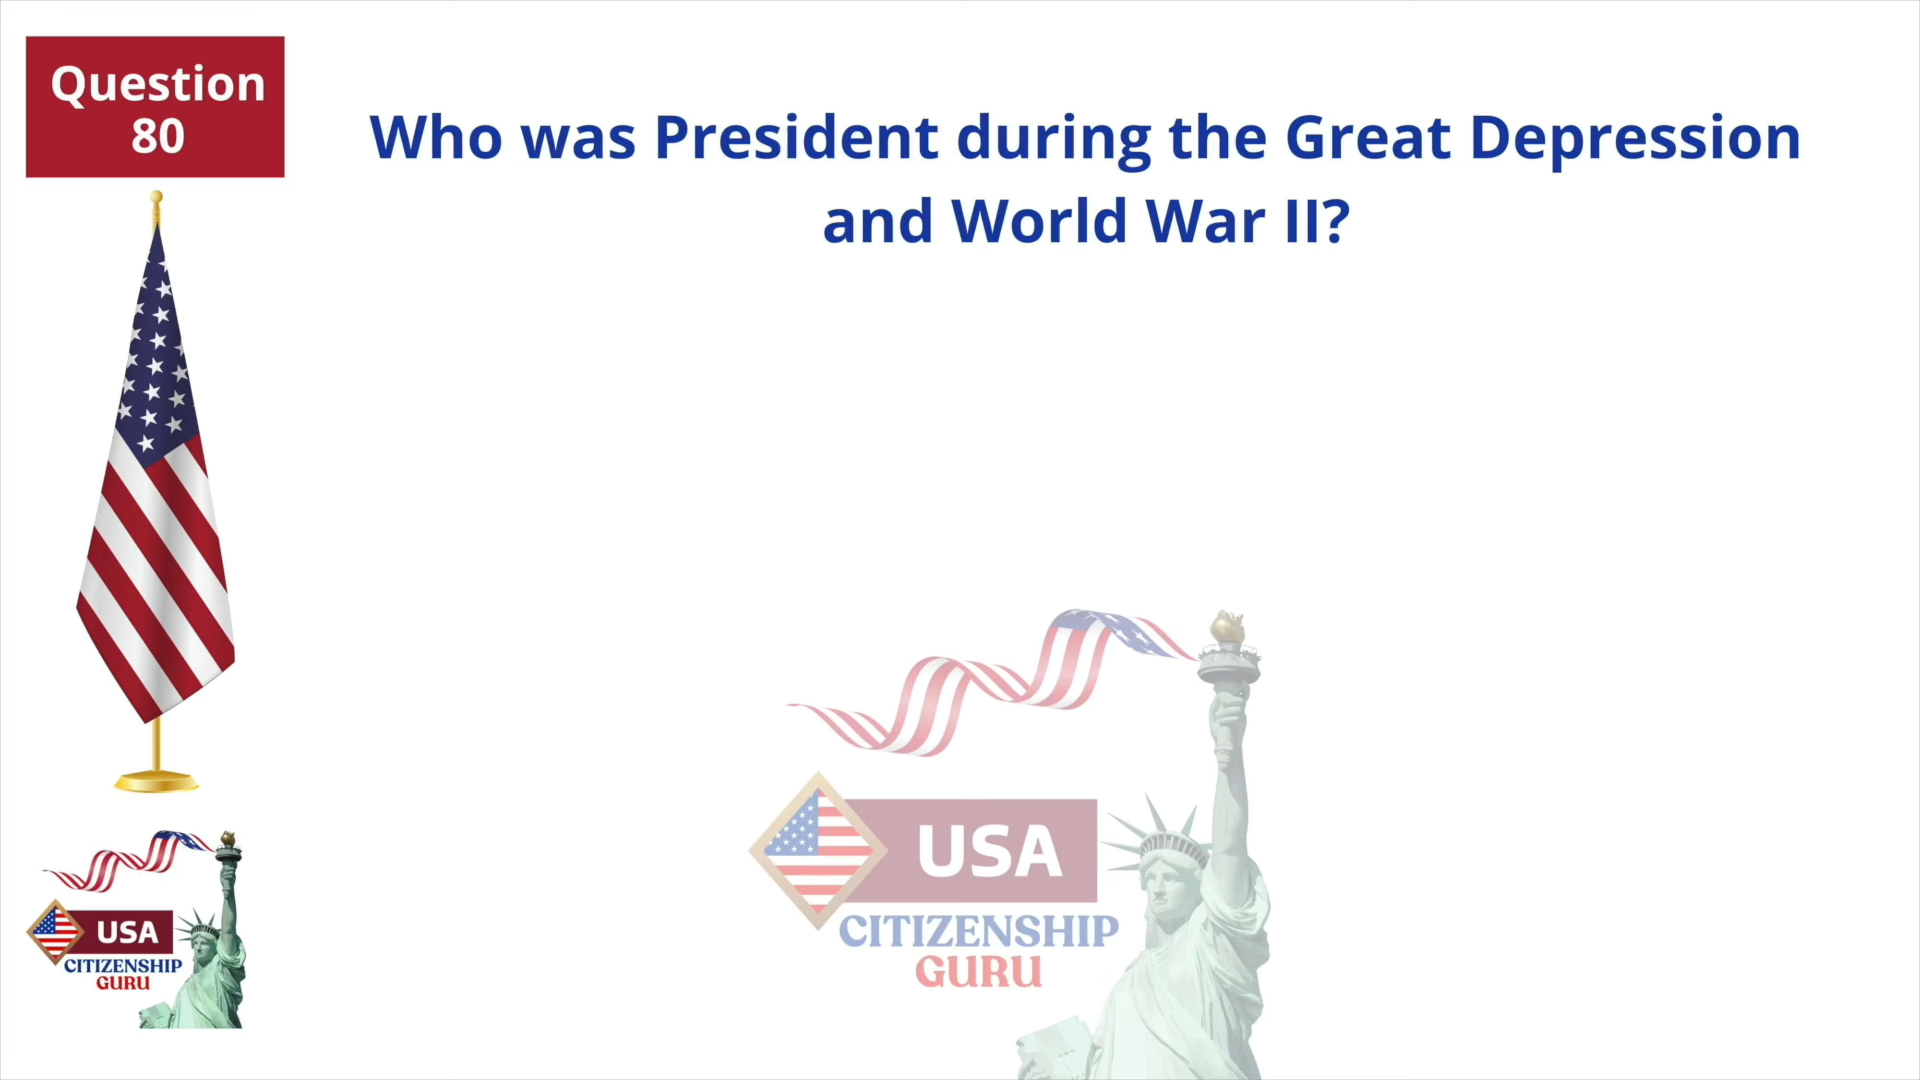 Question
80
Who was President during the Great Depression
and World War II?
USA
CITIZENSHIP
GURU
USA
CITIZENSHIP
GURU